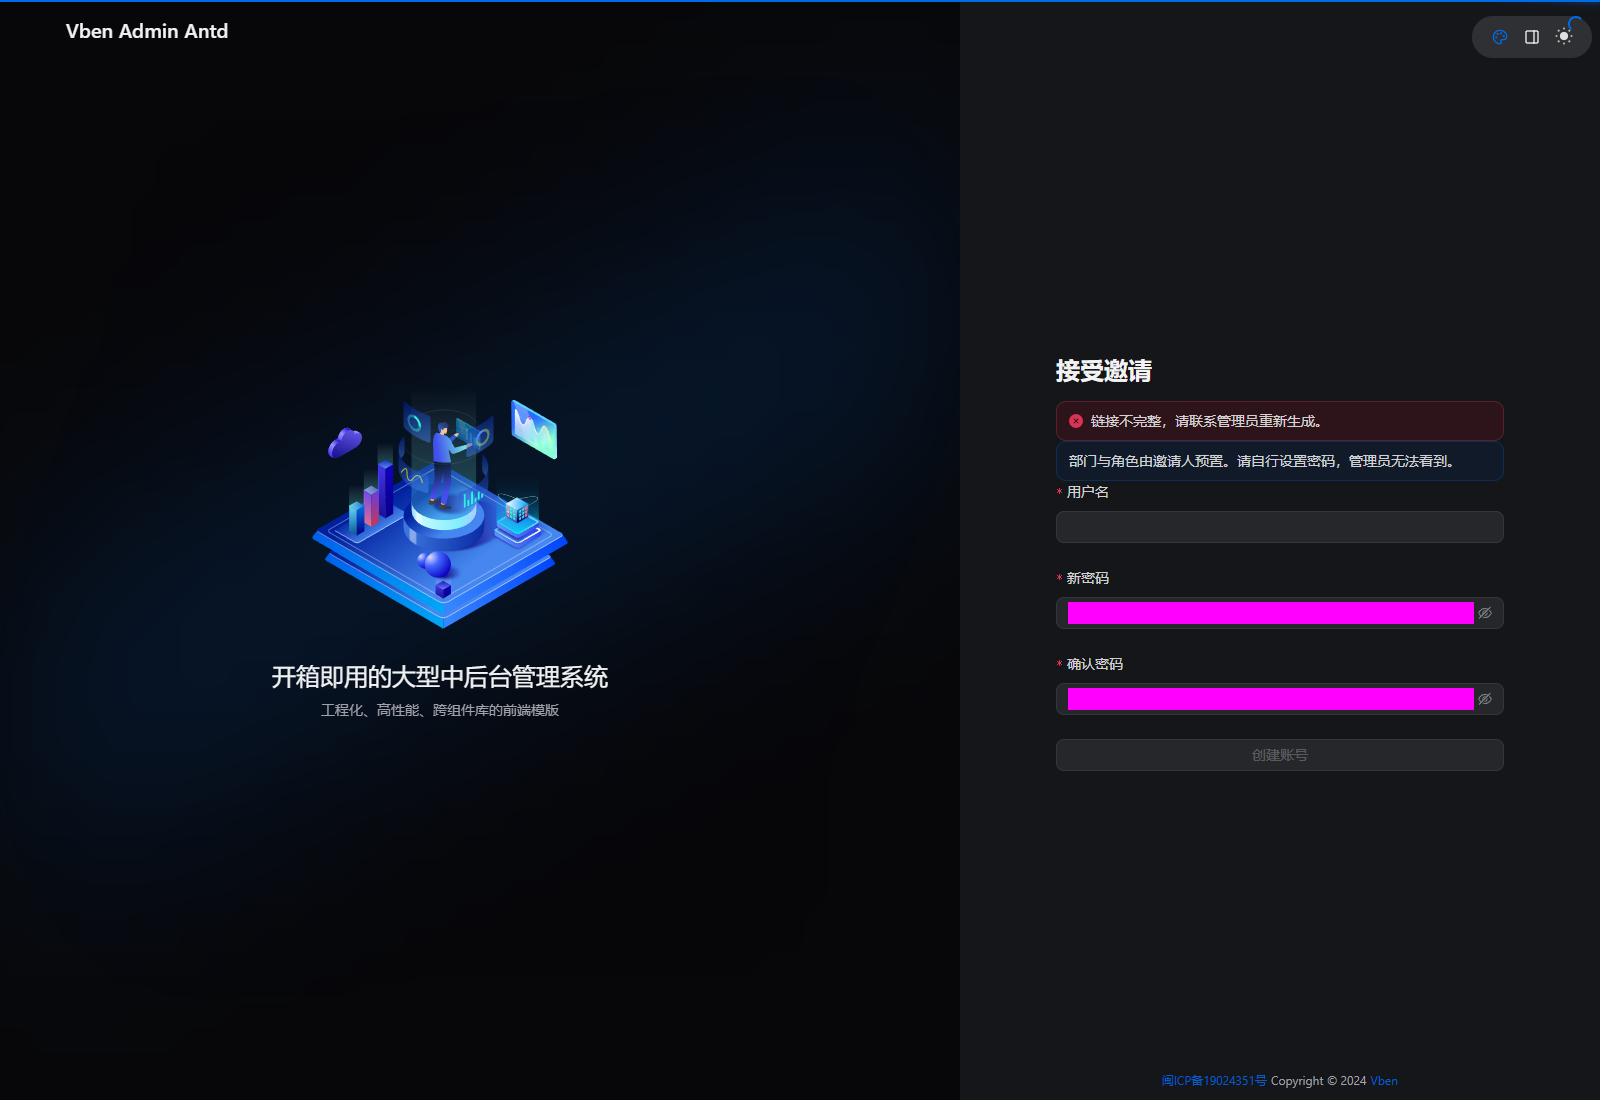 Vben Admin Antd
开箱即用的大型中后台管理系统
工程化、高性能、跨组件库的前端模版
接受邀请
链接不完整，请联系管理员重新生成。
部门与角色由邀请人预置。请自行设置密码，管理员无法看到。
* 用户名
* 新密码
* 确认密码
创建账号
闽ICP备19024351号 Copyright © 2024 Vben